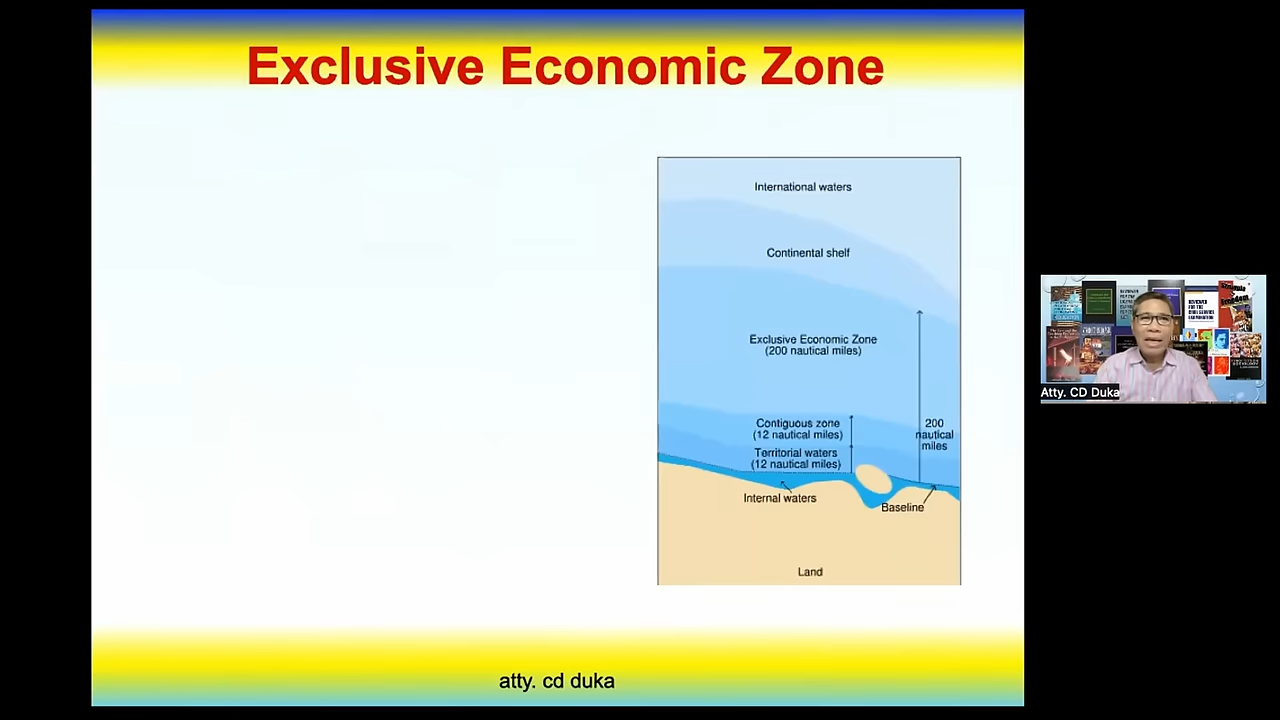 Exclusive Economic Zone
International waters
Continental shelf
Exclusive Economic Zone
(200 nautical miles)
Contiguous zone
(12 nautical miles)
200
nautical
miles
Territorial waters
(12 nautical miles)
Internal waters
Baseline
Land
atty. cd duka
Atty. CD Duka